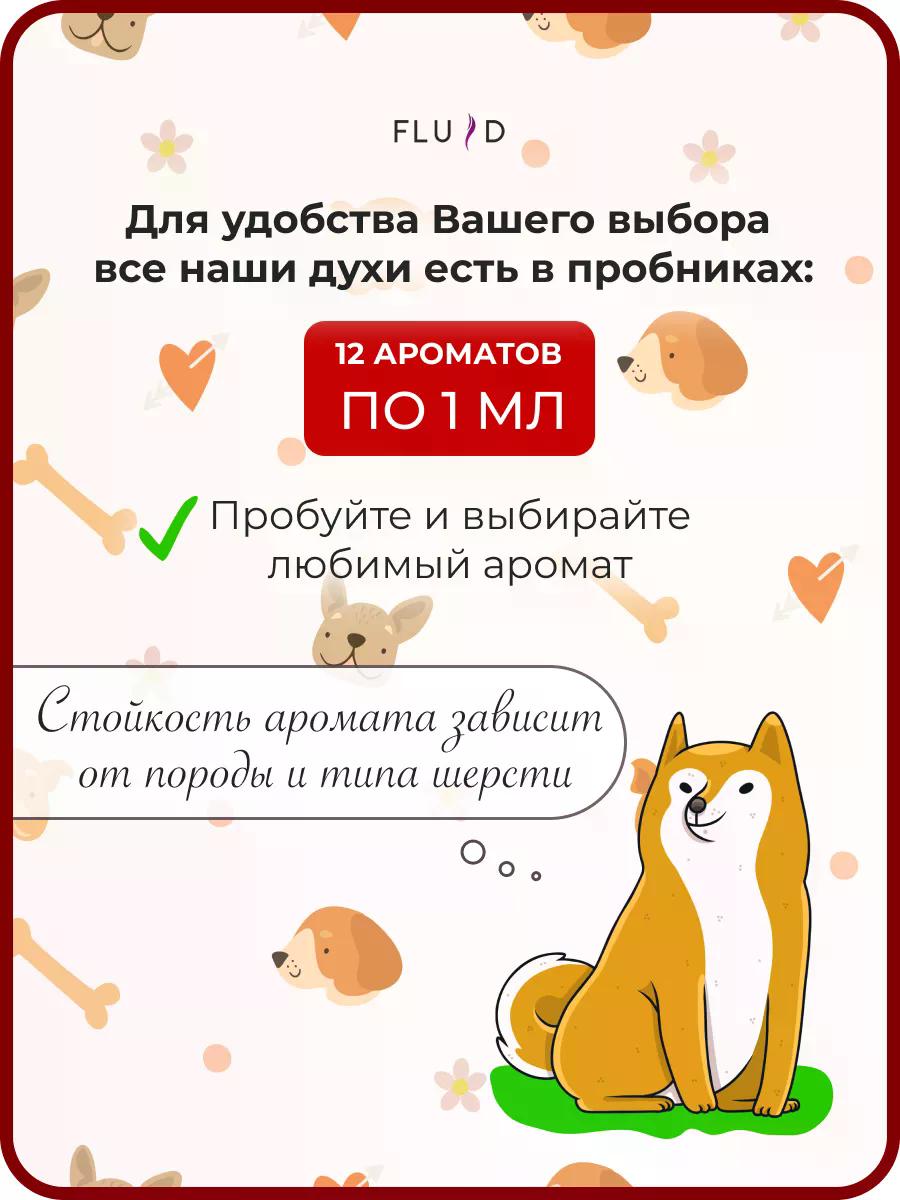 FLUID
Для удобства Вашего выбора
все наши духи есть в пробниках:
12 АРОМАТОВ
ПО 1 МЛ
Пробуйте и выбирайте
любимый аромат
Стойкость аромата зависит
от породы и типа шерсти